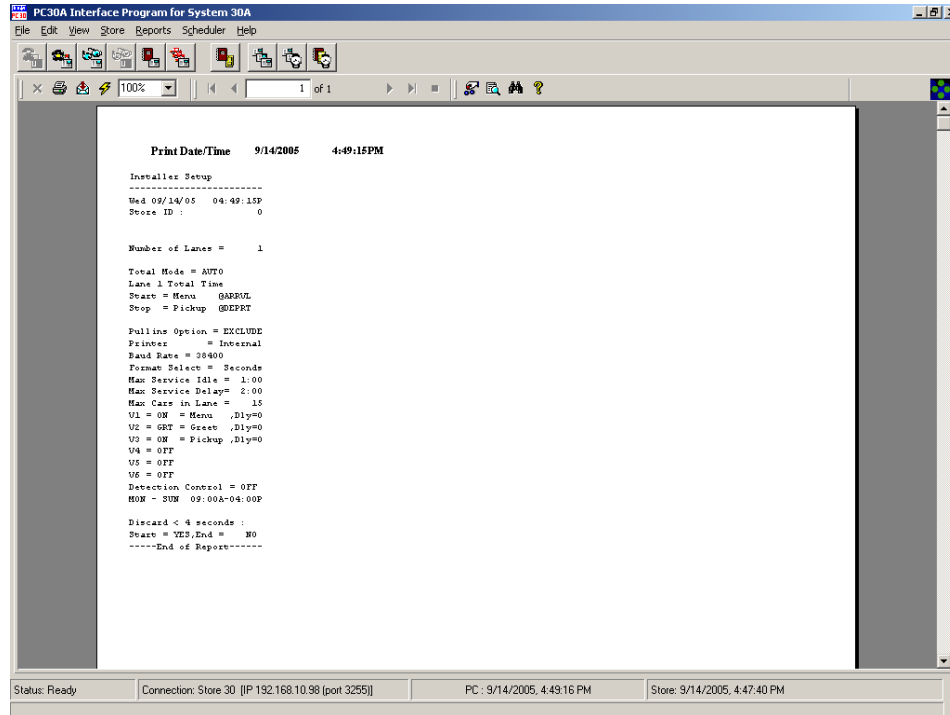 PC30A Interface Program for System 30A
File Edit View Store Reports Scheduler Help
100% 1 of 1
Print Date/Time 9/14/2005 4:49:15PM
Installer Setup
------------------------
Wed 09/14/05 04:49:15P
Store ID : 0
Number of Lanes = 1
Total Mode = AUTO
Lane 1 Total Time
Start = Menu @ARRVL
Stop = Pickup @DEPRT
Pullins Option = EXCLUDE
Printer = Internal
Baud Rate = 38400
Format Select = Seconds
Max Service Idle = 1:00
Max Service Delay= 2:00
Max Cars in Lane = 15
V1 = ON = Menu ,Dly=0
V2 = GRT = Greet ,Dly=0
V3 = ON = Pickup ,Dly=0
V4 = OFF
V5 = OFF
V6 = OFF
Detection Control = OFF
MON - SUN 09:00A-04:00P
Discard < 4 seconds :
Start = YES,End = NO
-----End of Report------
Status: Ready Connection: Store 30 [IP 192.168.10.98 (port 3255)] PC : 9/14/2005, 4:49:16 PM Store: 9/14/2005, 4:47:40 PM